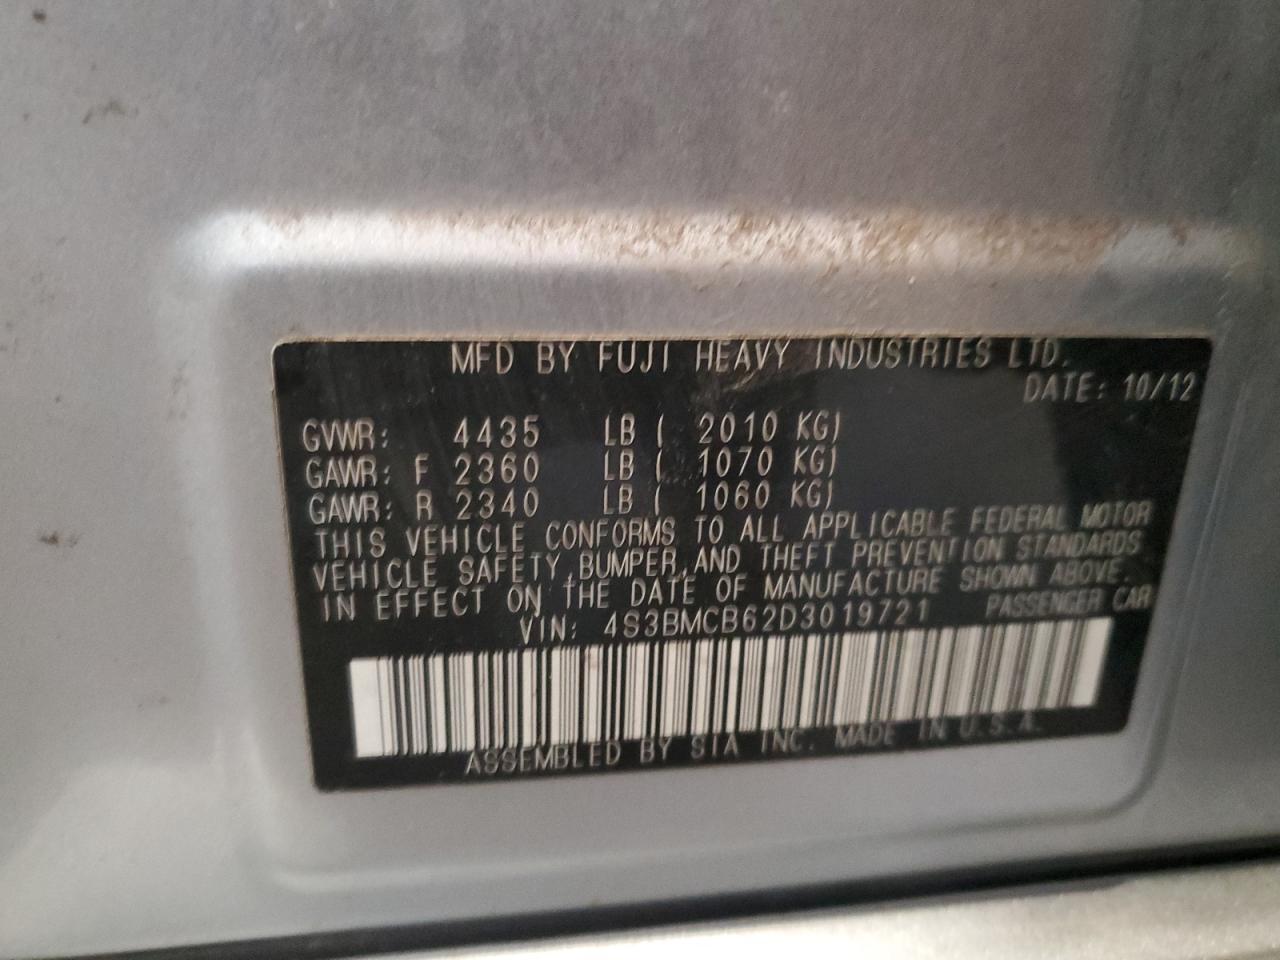 MFD BY FUJI HEAVY INDUSTRIES LTD.
DATE: 10/12
GVWR: 4435 LB ( 2010 KG)
GAWR: F 2360 LB ( 1070 KG)
GAWR: R 2340 LB ( 1060 KG)
THIS VEHICLE CONFORMS TO ALL APPLICABLE FEDERAL MOTOR
VEHICLE SAFETY,BUMPER,AND THEFT PREVENTION STANDARDS
IN EFFECT ON THE DATE OF MANUFACTURE SHOWN ABOVE.
VIN: 4S3BMCB62D3019721 PASSENGER CAR
ASSEMBLED BY SIA INC. MADE IN U.S.A.